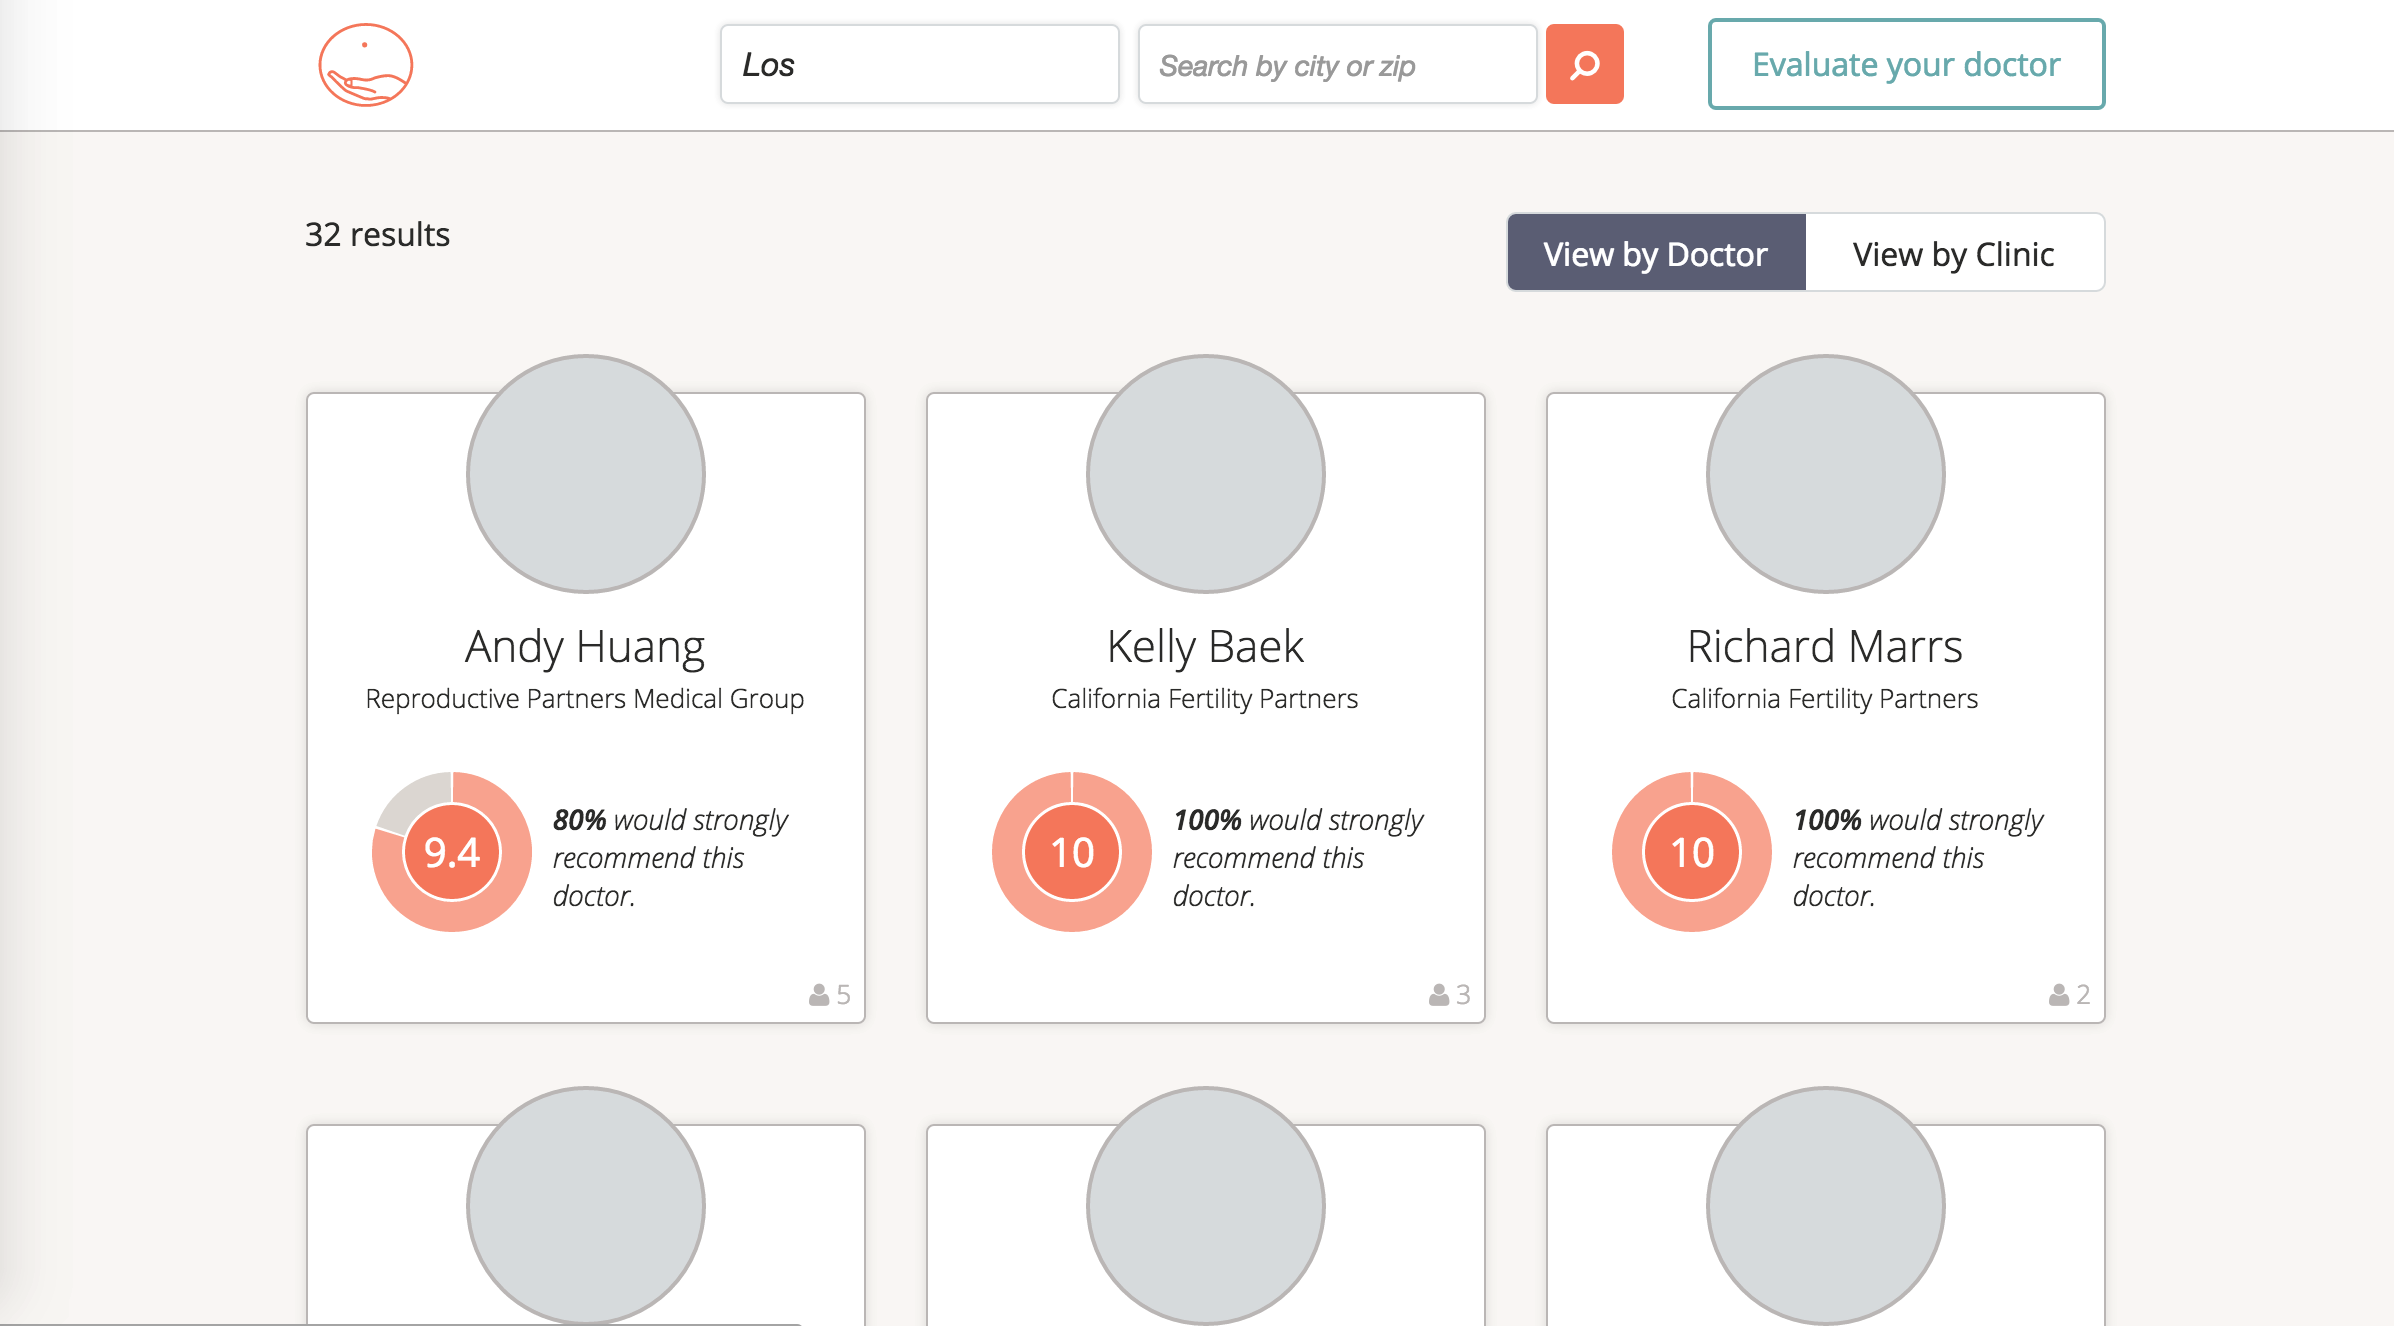 Los
Search by city or zip
Evaluate your doctor
32 results
View by Doctor
View by Clinic
Andy Huang
Reproductive Partners Medical Group
9.4
80% would strongly
recommend this
doctor.
5
Kelly Baek
California Fertility Partners
10
100% would strongly
recommend this
doctor.
3
Richard Marrs
California Fertility Partners
10
100% would strongly
recommend this
doctor.
2